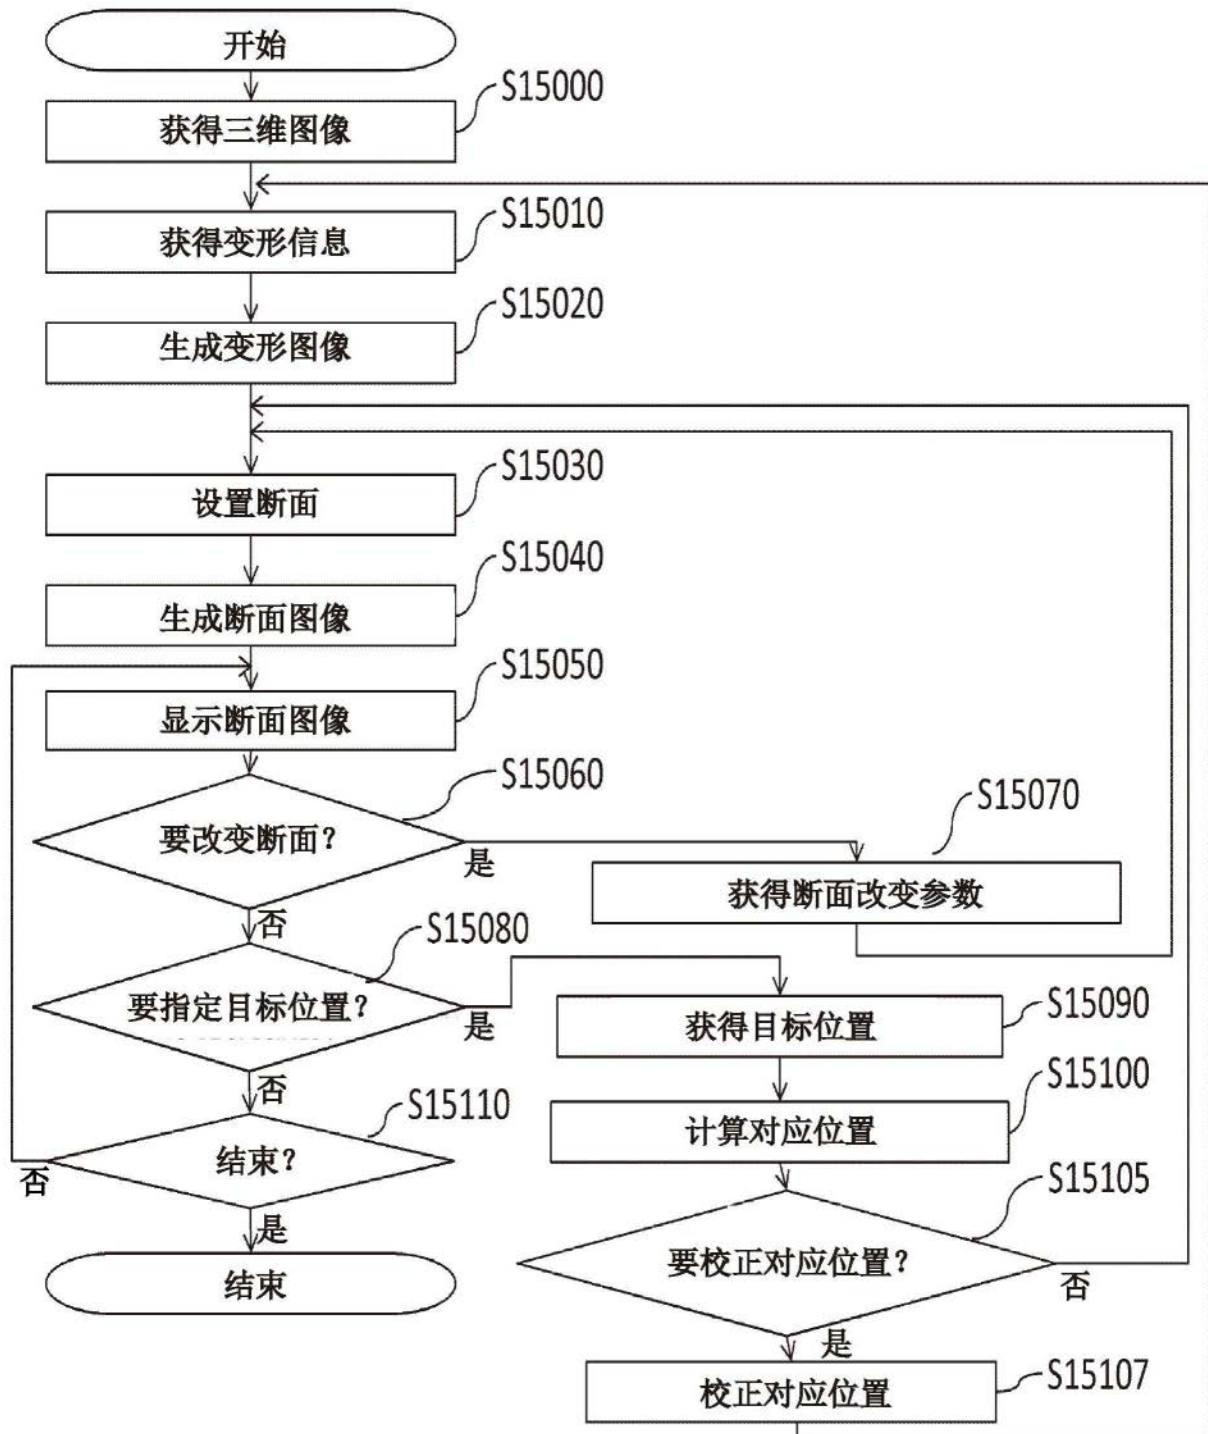 开始
S15000
获得三维图像
S15010
获得变形信息
S15020
生成变形图像
S15030
设置断面
S15040
生成断面图像
S15050
显示断面图像
S15060
要改变断面?
是
S15070
获得断面改变参数
否
S15080
要指定目标位置?
是
S15090
获得目标位置
否
S15100
计算对应位置
S15110
结束?
否
是
结束
S15105
要校正对应位置?
否
是
S15107
校正对应位置